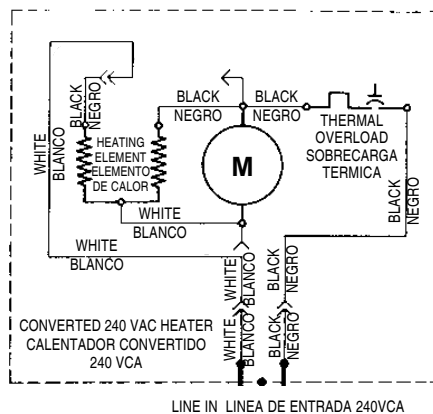 BLACK
NEGRO
BLACK
NEGRO
BLACK
NEGRO
WHITE
BLANCO
HEATING
ELEMENT
ELEMENTO
DE CALOR
M
THERMAL
OVERLOAD
SOBRECARGA
TERMICA
BLACK
NEGRO
WHITE
BLANCO
WHITE
BLANCO
WHITE
BLANCO
BLACK
NEGRO
CONVERTED 240 VAC HEATER
CALENTADOR CONVERTIDO
240 VCA
WHITE
BLANCO
BLACK
NEGRO
LINE IN LINEA DE ENTRADA 240VCA